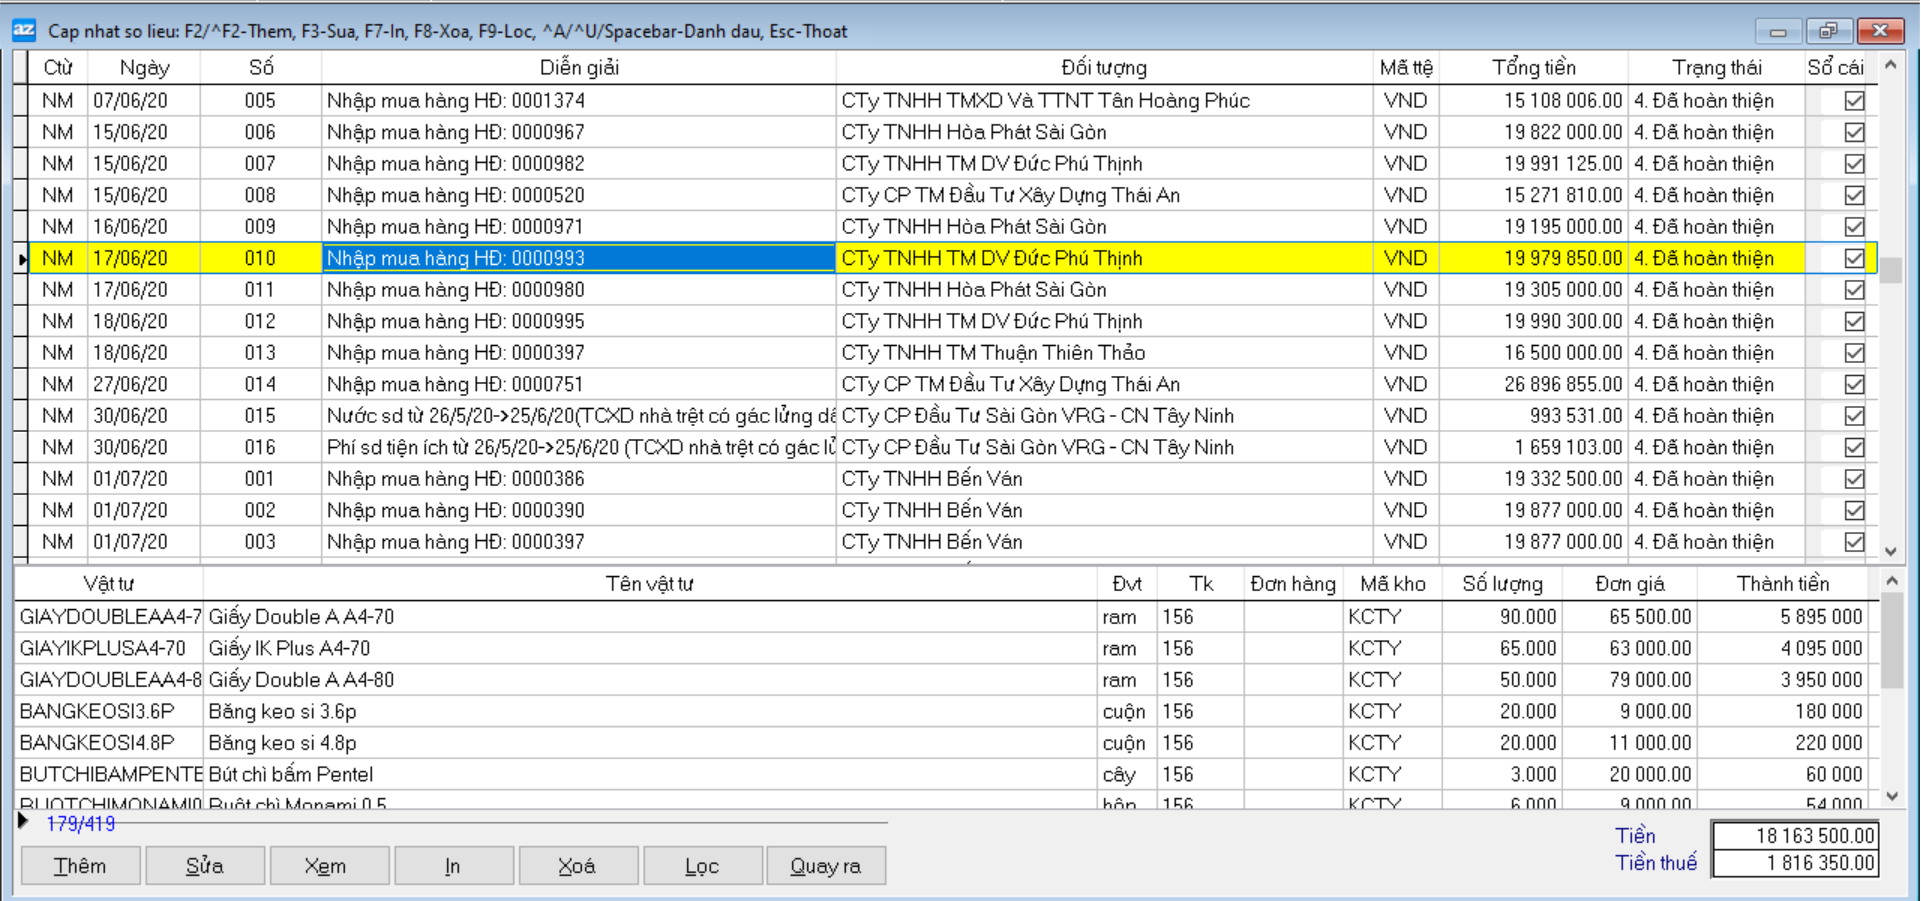 az Cap nhat so lieu: F2/^F2-Them, F3-Sua, F7-In, F8-Xoa, F9-Loc, ^A/^U/Spacebar-Danh dau, Esc-Thoat
Ctừ Ngày Số Diễn giải Đối tượng Mã ttệ Tổng tiền Trạng thái Sổ cái
NM 07/06/20 005 Nhập mua hàng HĐ: 0001374 CTy TNHH TMXD Và TTNT Tân Hoàng Phúc VND 15 108 006.00 4. Đã hoàn thiện
NM 15/06/20 006 Nhập mua hàng HĐ: 0000967 CTy TNHH Hòa Phát Sài Gòn VND 19 822 000.00 4. Đã hoàn thiện
NM 15/06/20 007 Nhập mua hàng HĐ: 0000982 CTy TNHH TM DV Đức Phú Thịnh VND 19 991 125.00 4. Đã hoàn thiện
NM 15/06/20 008 Nhập mua hàng HĐ: 0000520 CTy CP TM Đầu Tư Xây Dựng Thái An VND 15 271 810.00 4. Đã hoàn thiện
NM 16/06/20 009 Nhập mua hàng HĐ: 0000971 CTy TNHH Hòa Phát Sài Gòn VND 19 195 000.00 4. Đã hoàn thiện
NM 17/06/20 010 Nhập mua hàng HĐ: 0000993 CTy TNHH TM DV Đức Phú Thịnh VND 19 979 850.00 4. Đã hoàn thiện
NM 17/06/20 011 Nhập mua hàng HĐ: 0000980 CTy TNHH Hòa Phát Sài Gòn VND 19 305 000.00 4. Đã hoàn thiện
NM 18/06/20 012 Nhập mua hàng HĐ: 0000995 CTy TNHH TM DV Đức Phú Thịnh VND 19 990 300.00 4. Đã hoàn thiện
NM 18/06/20 013 Nhập mua hàng HĐ: 0000397 CTy TNHH TM Thuận Thiên Thảo VND 16 500 000.00 4. Đã hoàn thiện
NM 27/06/20 014 Nhập mua hàng HĐ: 0000751 CTy CP TM Đầu Tư Xây Dựng Thái An VND 26 896 855.00 4. Đã hoàn thiện
NM 30/06/20 015 Nước sd từ 26/5/20->25/6/20(TCXD nhà trệt có gác lửng CTy CP Đầu Tư Sài Gòn VRG - CN Tây Ninh VND 993 531.00 4. Đã hoàn thiện
NM 30/06/20 016 Phí sd tiện ích từ 26/5/20->25/6/20 (TCXD nhà trệt có gác CTy CP Đầu Tư Sài Gòn VRG - CN Tây Ninh VND 1 659 103.00 4. Đã hoàn thiện
NM 01/07/20 001 Nhập mua hàng HĐ: 0000386 CTy TNHH Bến Ván VND 19 332 500.00 4. Đã hoàn thiện
NM 01/07/20 002 Nhập mua hàng HĐ: 0000390 CTy TNHH Bến Ván VND 19 877 000.00 4. Đã hoàn thiện
NM 01/07/20 003 Nhập mua hàng HĐ: 0000397 CTy TNHH Bến Ván VND 19 877 000.00 4. Đã hoàn thiện
Vật tư Tên vật tư Đvt Tk Đơn hàng Mã kho Số lượng Đơn giá Thành tiền
GIAYDOUBLEAA4-7 Giấy Double A A4-70 ram 156 KCTY 90.000 65 500.00 5 895 000
GIAYIKPLUSA4-70 Giấy IK Plus A4-70 ram 156 KCTY 65.000 63 000.00 4 095 000
GIAYDOUBLEAA4-8 Giấy Double A A4-80 ram 156 KCTY 50.000 79 000.00 3 950 000
BANGKEOSI3.6P Băng keo si 3.6p cuộn 156 KCTY 20.000 9 000.00 180 000
BANGKEOSI4.8P Băng keo si 4.8p cuộn 156 KCTY 20.000 11 000.00 220 000
BUTCHIBAMPENTE Bút chì bấm Pentel cây 156 KCTY 3.000 20 000.00 60 000
Ruột chì Monami 0.5 hộp 156 KCTY 6.000 9 000.00 54 000
179/419
Tiền 18 163 500.00
Tiền thuế 1 816 350.00
Thêm Sửa Xem In Xoá Lọc Quay ra